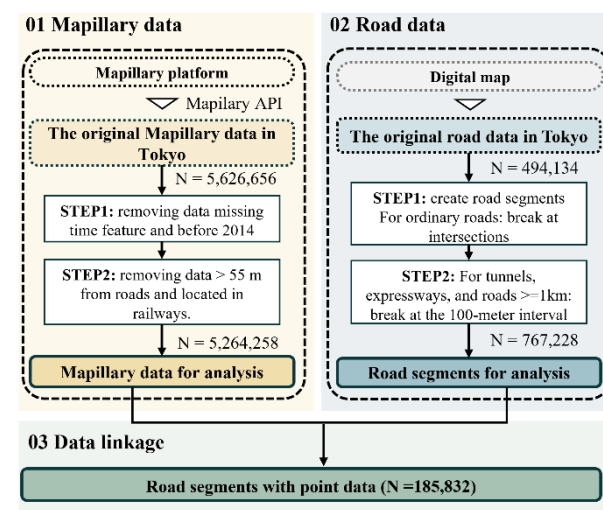 01 Mapillary data
Mapillary platform
Mapilary API
The original Mapillary data in
Tokyo
N = 5,626,656
STEP1: removing data missing
time feature and before 2014
STEP2: removing data > 55 m
from roads and located in
railways.
N = 5,264,258
Mapillary data for analysis
02 Road data
Digital map
The original road data in Tokyo
N = 494,134
STEP1: create road segments
For ordinary roads: break at
intersections
STEP2: For tunnels,
expressways, and roads >=1km:
break at the 100-meter interval
N = 767,228
Road segments for analysis
03 Data linkage
Road segments with point data (N =185,832)